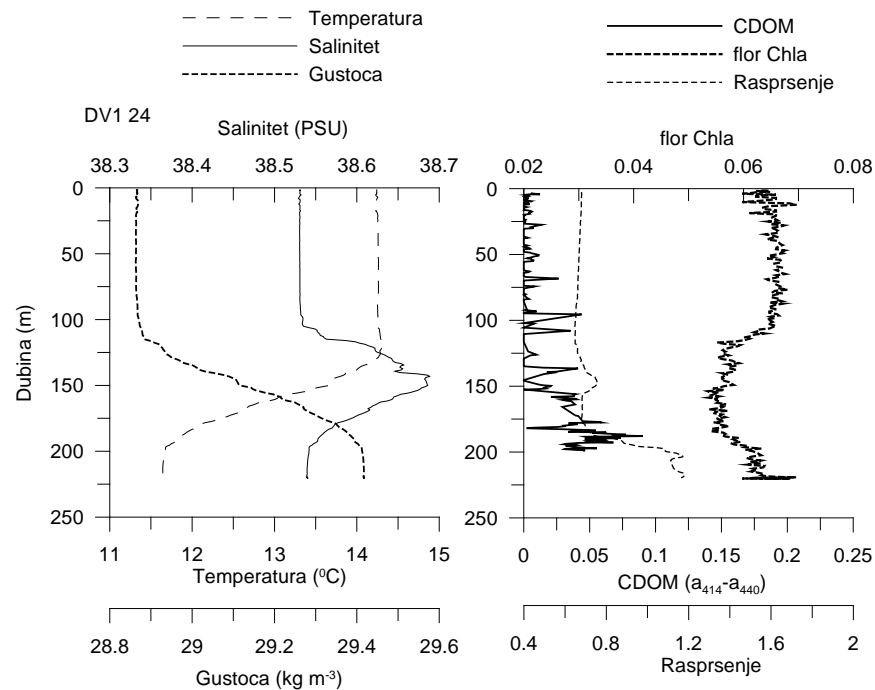 Temperatura
Salinitet
Gustoca
CDOM
flor Chla
Rasprsenje
DV1 24
Salinitet (PSU)
38.3 38.4 38.5 38.6 38.7
0
50
100
150
200
250
Dubina (m)
11 12 13 14 15
Temperatura (⁰C)
28.8 29 29.2 29.4 29.6
Gustoca (kg m⁻³)
flor Chla
0.02 0.04 0.06 0.08
0
50
100
150
200
250
0 0.05 0.1 0.15 0.2 0.25
CDOM (a₄₁₄-a₄₄₀)
0.4 0.8 1.2 1.6 2
Rasprsenje